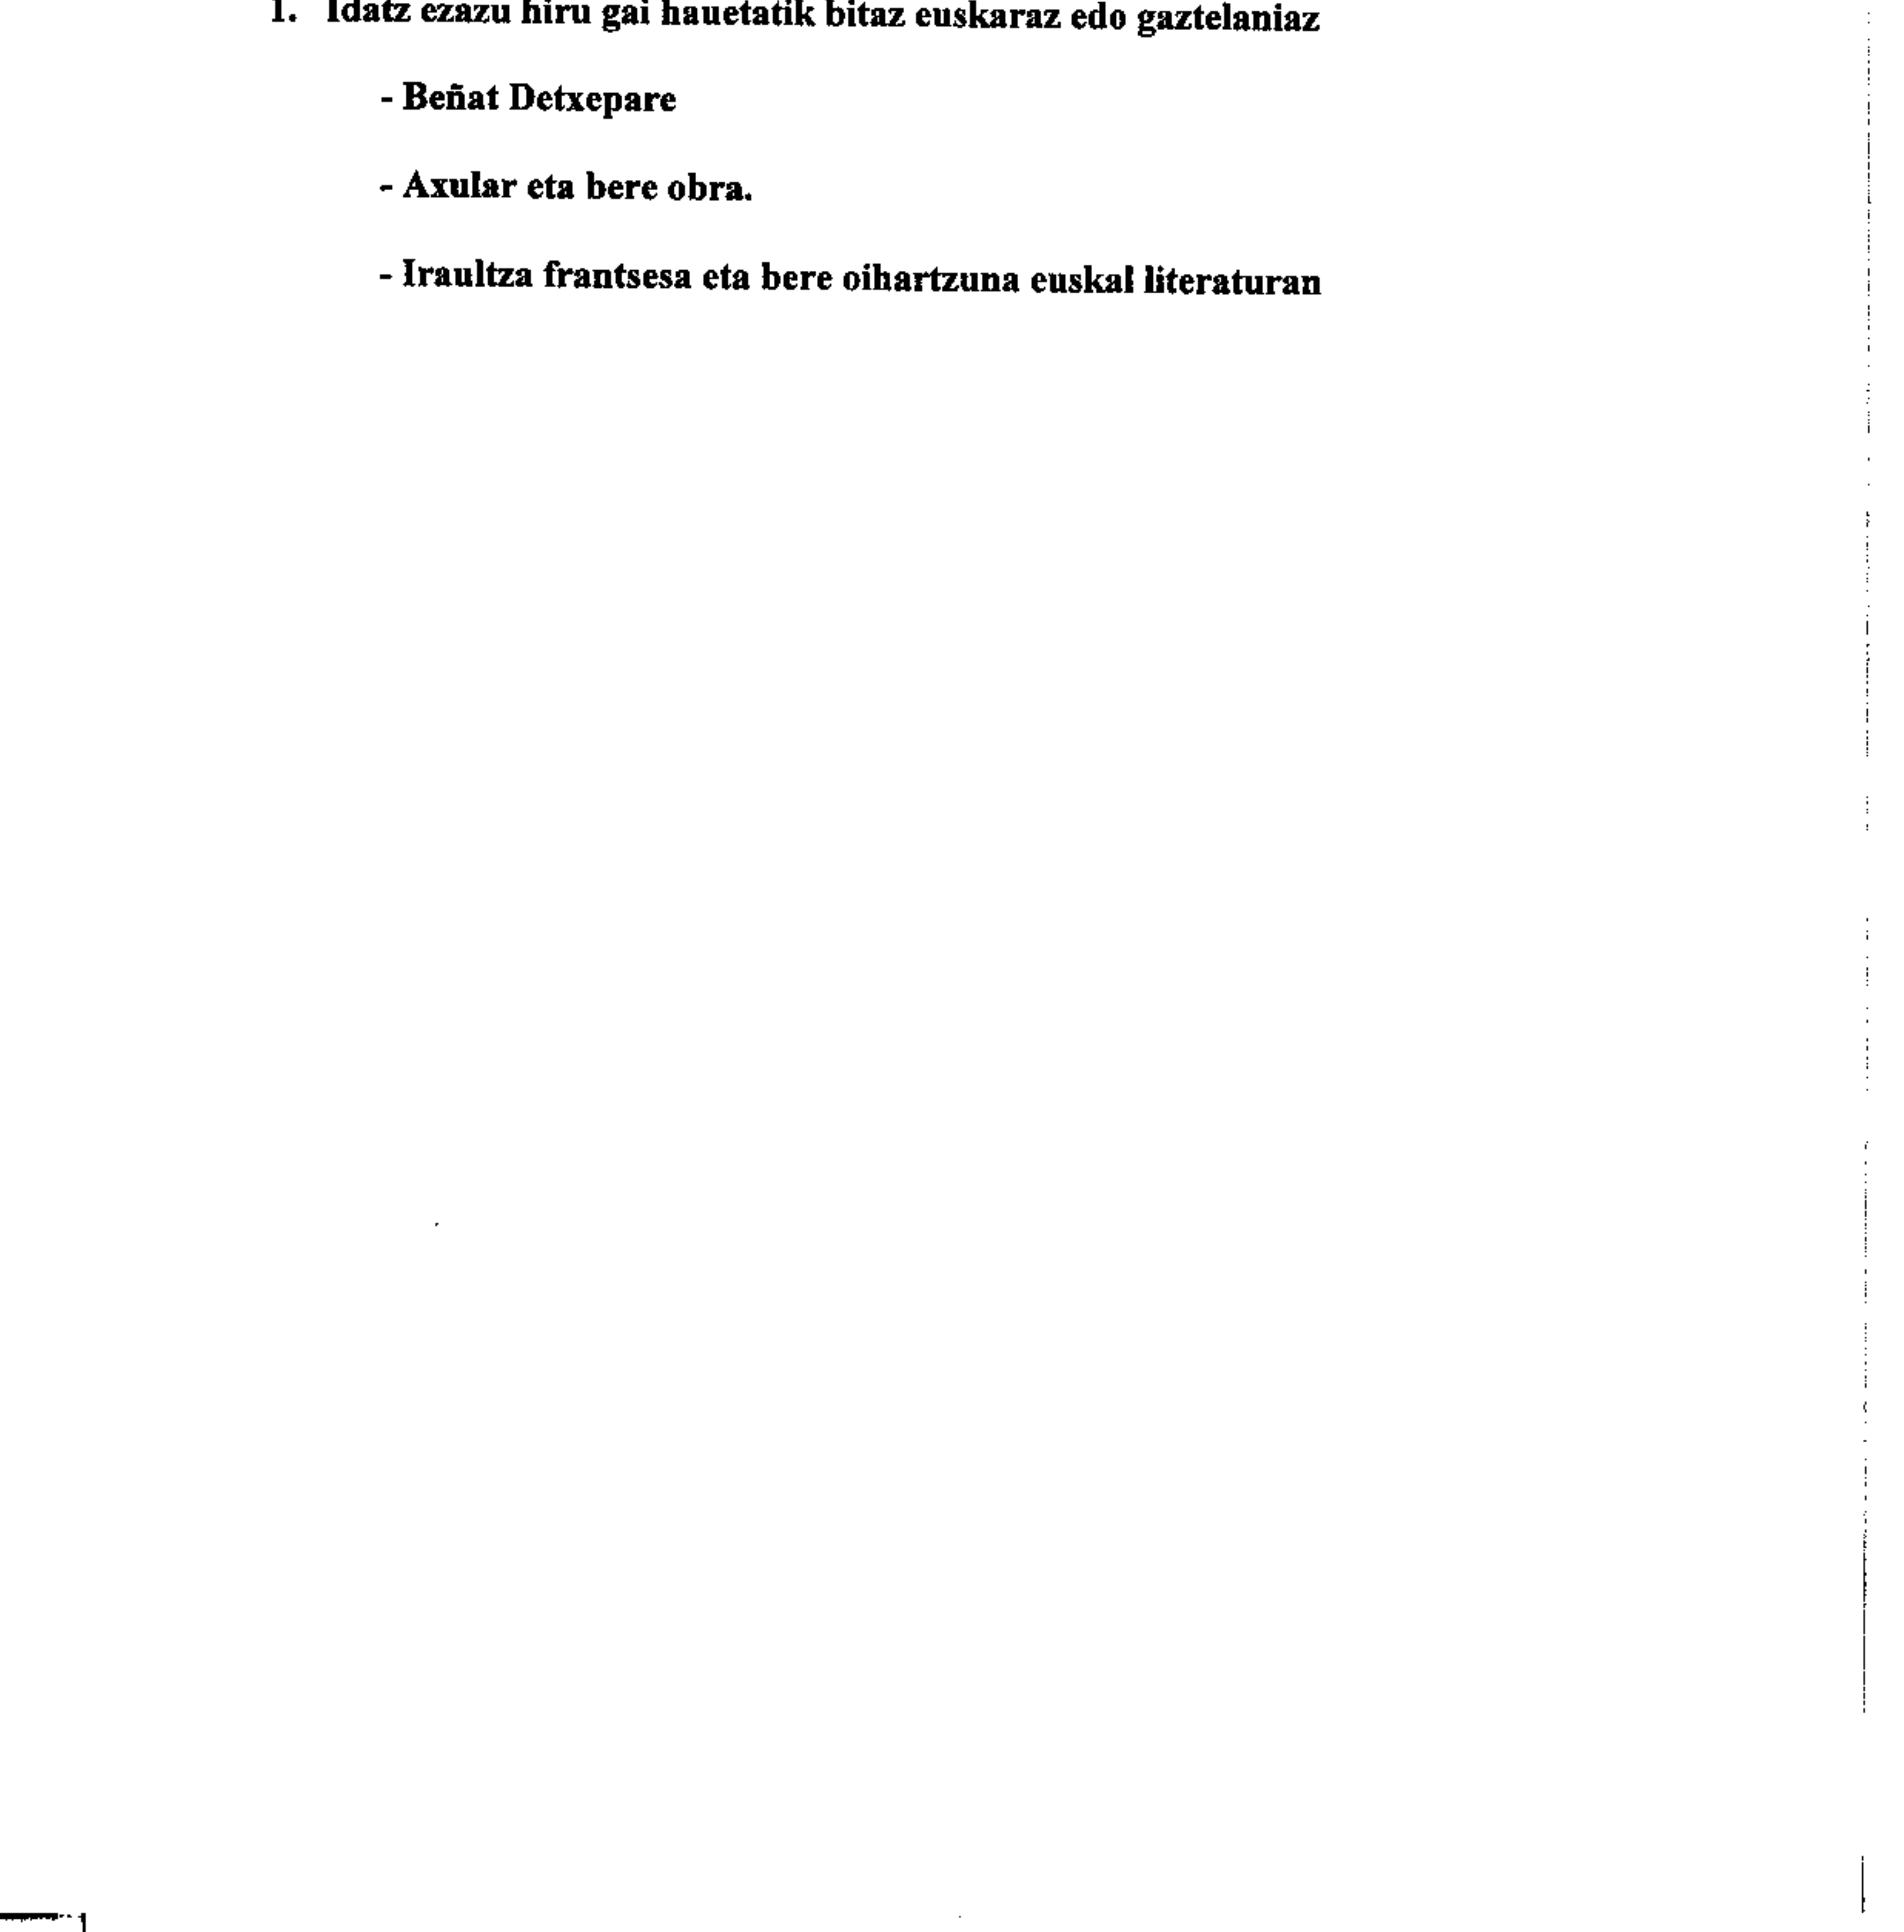 1. Idatz ezazu hiru gai hauetatik bitaz euskaraz edo gaztelaniaz
- Beñat Detxepare
- Axular eta bere obra.
- Iraultza frantsesa eta bere oihartzuna euskal literaturan